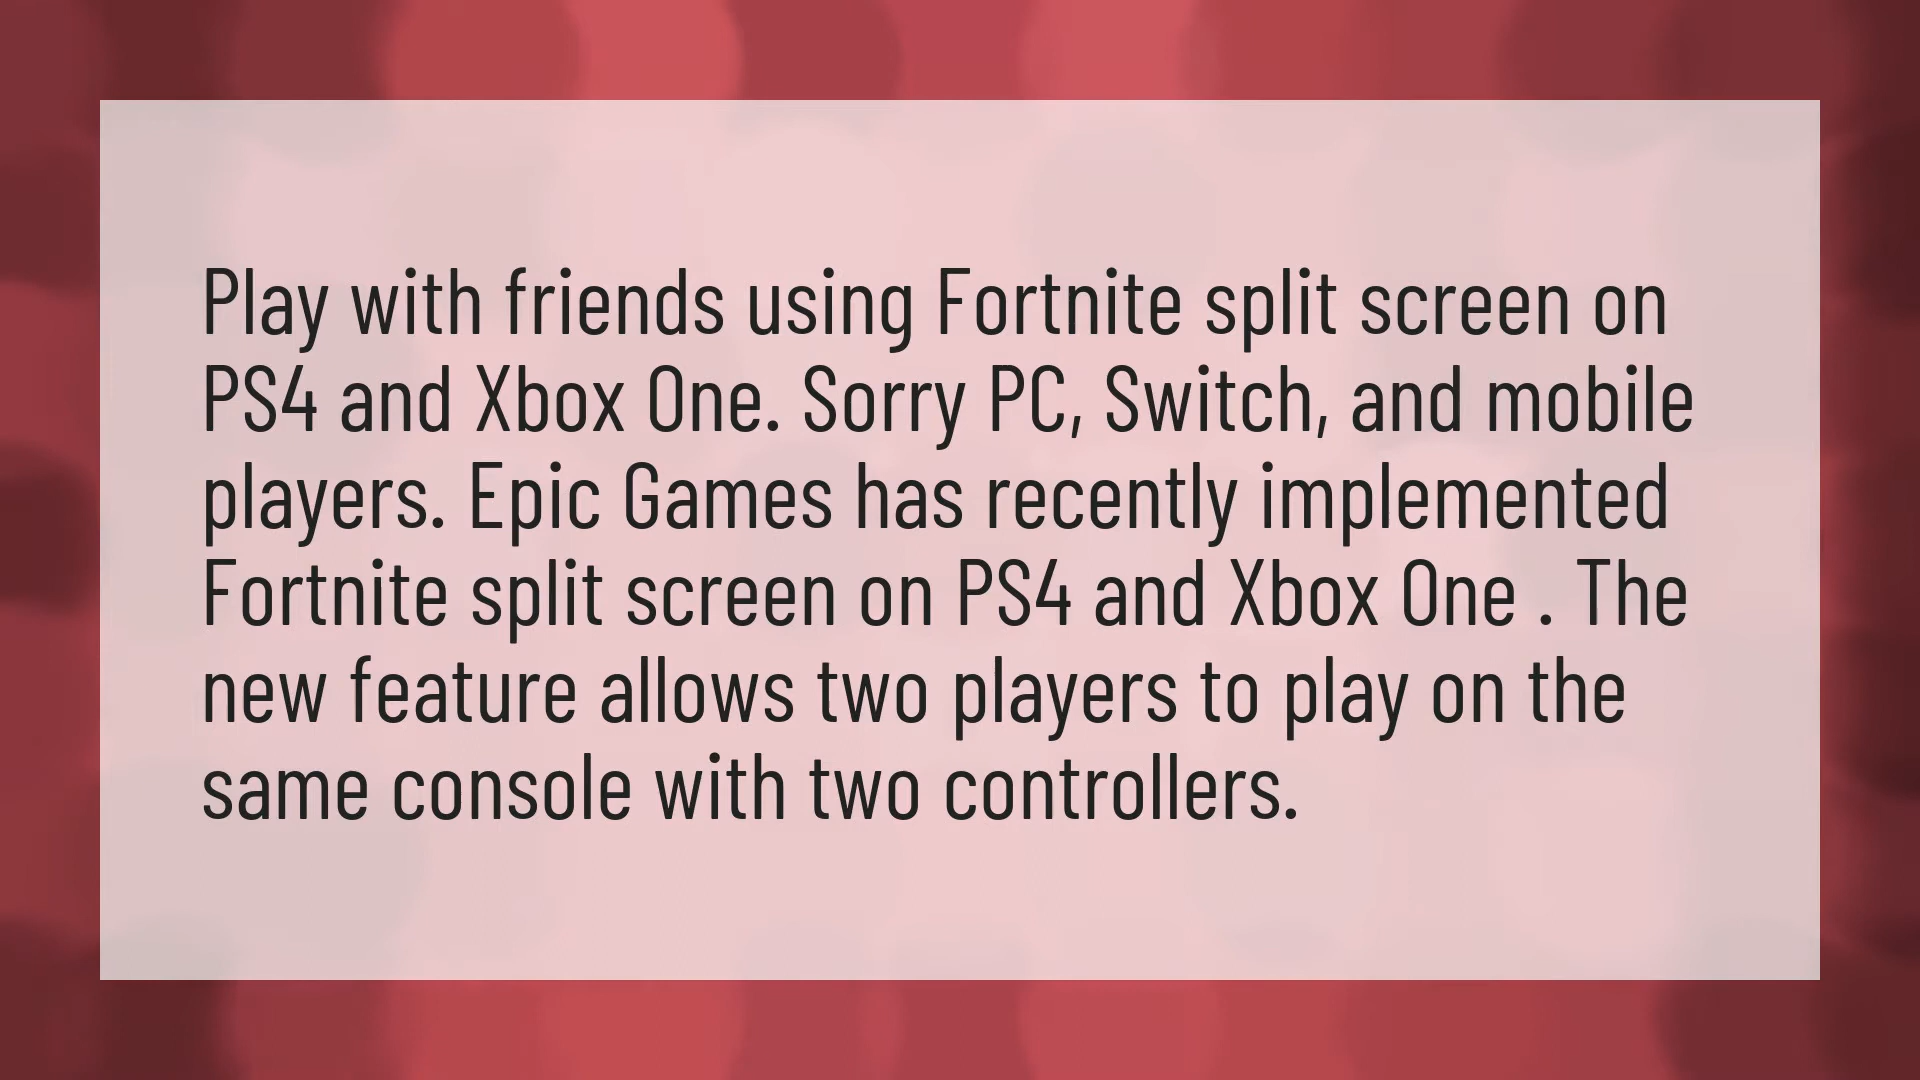 Play with friends using Fortnite split screen on
PS4 and Xbox One. Sorry PC, Switch, and mobile
players. Epic Games has recently implemented
Fortnite split screen on PS4 and Xbox One . The
new feature allows two players to play on the
same console with two controllers.